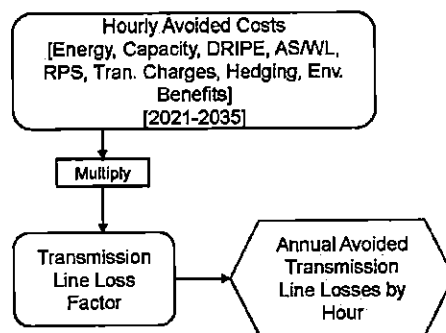 Hourly Avoided Costs
[Energy, Capacity, DRIPE, AS/WL,
RPS, Tran. Charges, Hedging, Env.
Benefits]
[2021-2035]
Multiply
Transmission
Line Loss
Factor
Annual Avoided
Transmission
Line Losses by
Hour